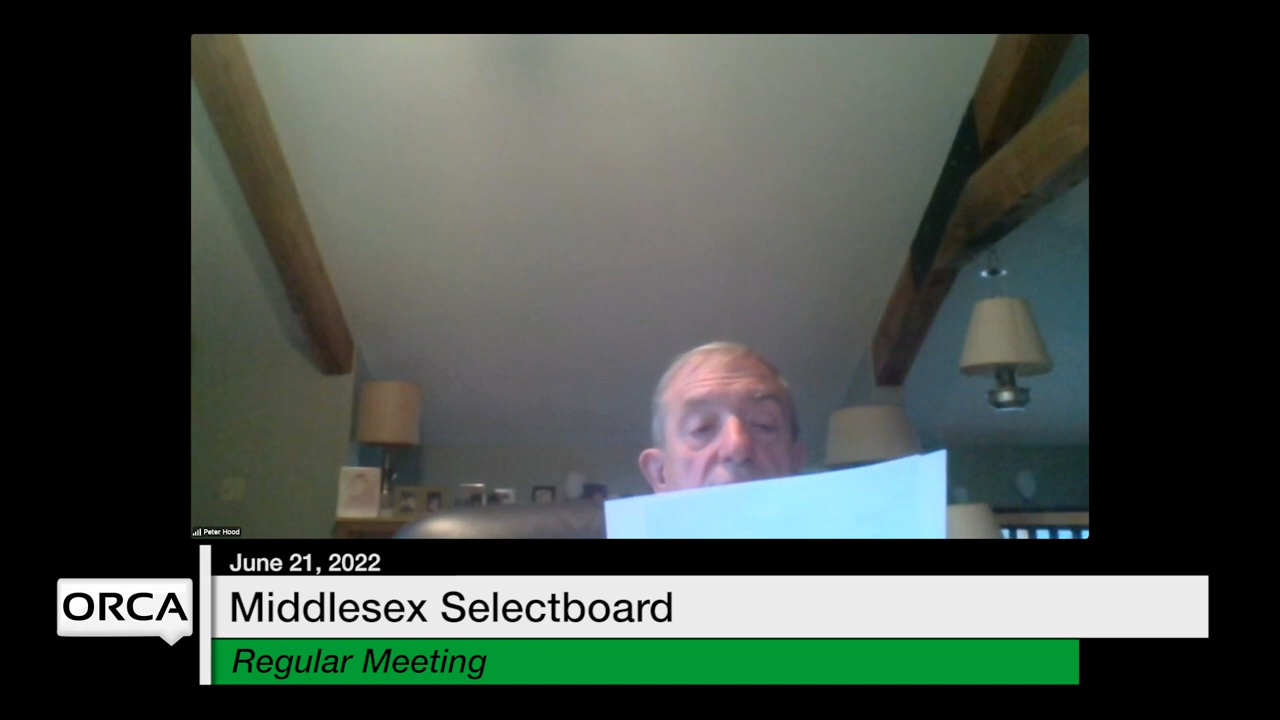 Peter Hood
June 21, 2022
ORCA
Middlesex Selectboard
Regular Meeting